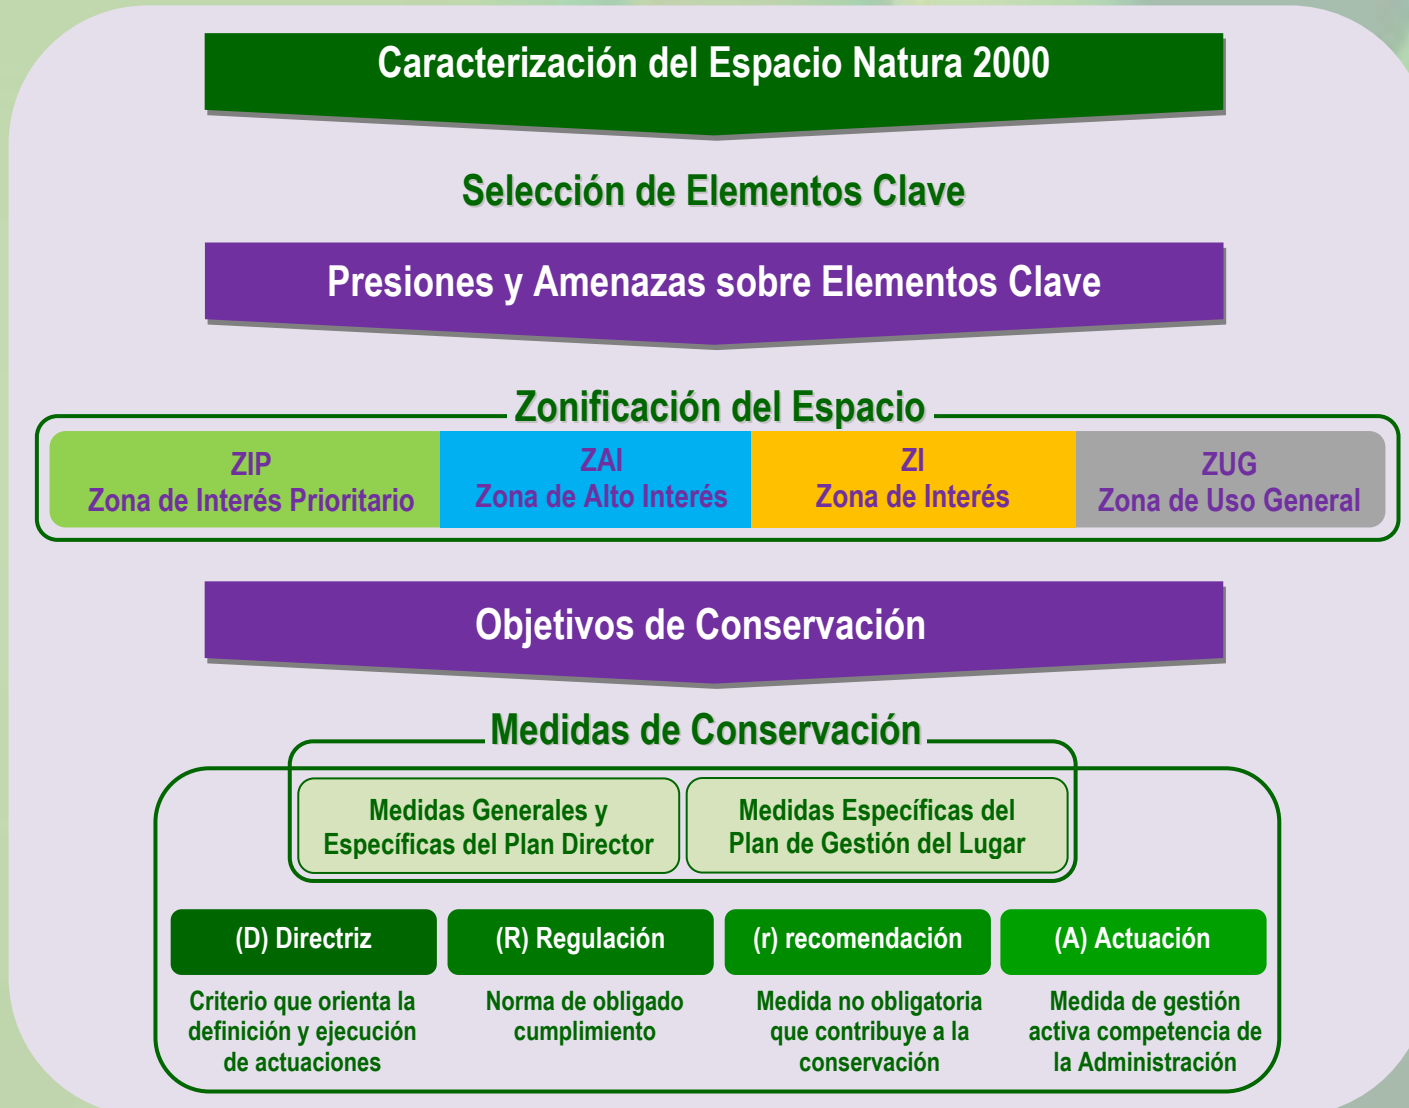 Caracterización del Espacio Natura 2000
Selección de Elementos Clave
Presiones y Amenazas sobre Elementos Clave
Zonificación del Espacio
ZIP
Zona de Interés Prioritario
ZAI
Zona de Alto Interés
ZI
Zona de Interés
ZUG
Zona de Uso General
Objetivos de Conservación
Medidas de Conservación
Medidas Generales y
Específicas del Plan Director
Medidas Específicas del
Plan de Gestión del Lugar
(D) Directriz
Criterio que orienta la
definición y ejecución
de actuaciones
(R) Regulación
Norma de obligado
cumplimiento
(r) recomendación
Medida no obligatoria
que contribuye a la
conservación
(A) Actuación
Medida de gestión
activa competencia de
la Administración